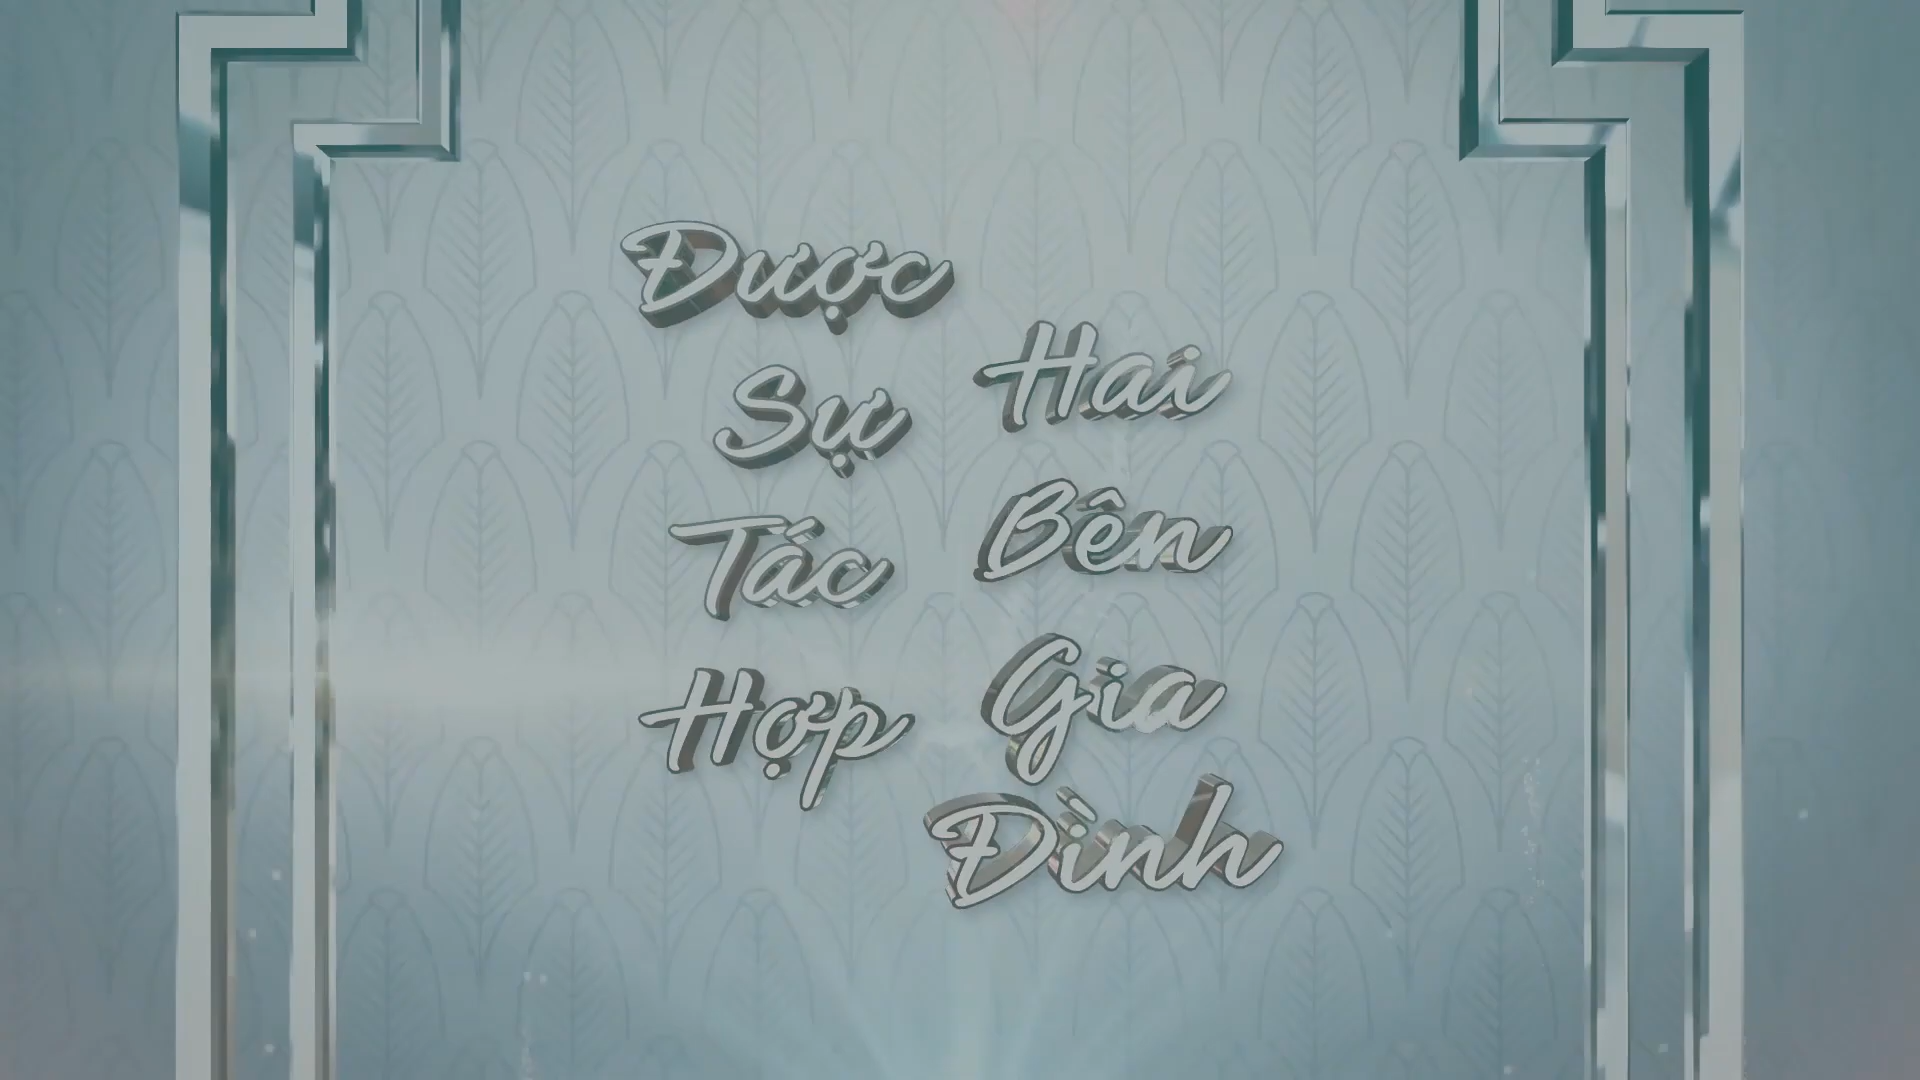 Được
Sự
Tác
Hợp
Hai
Bên
Gia
Đình